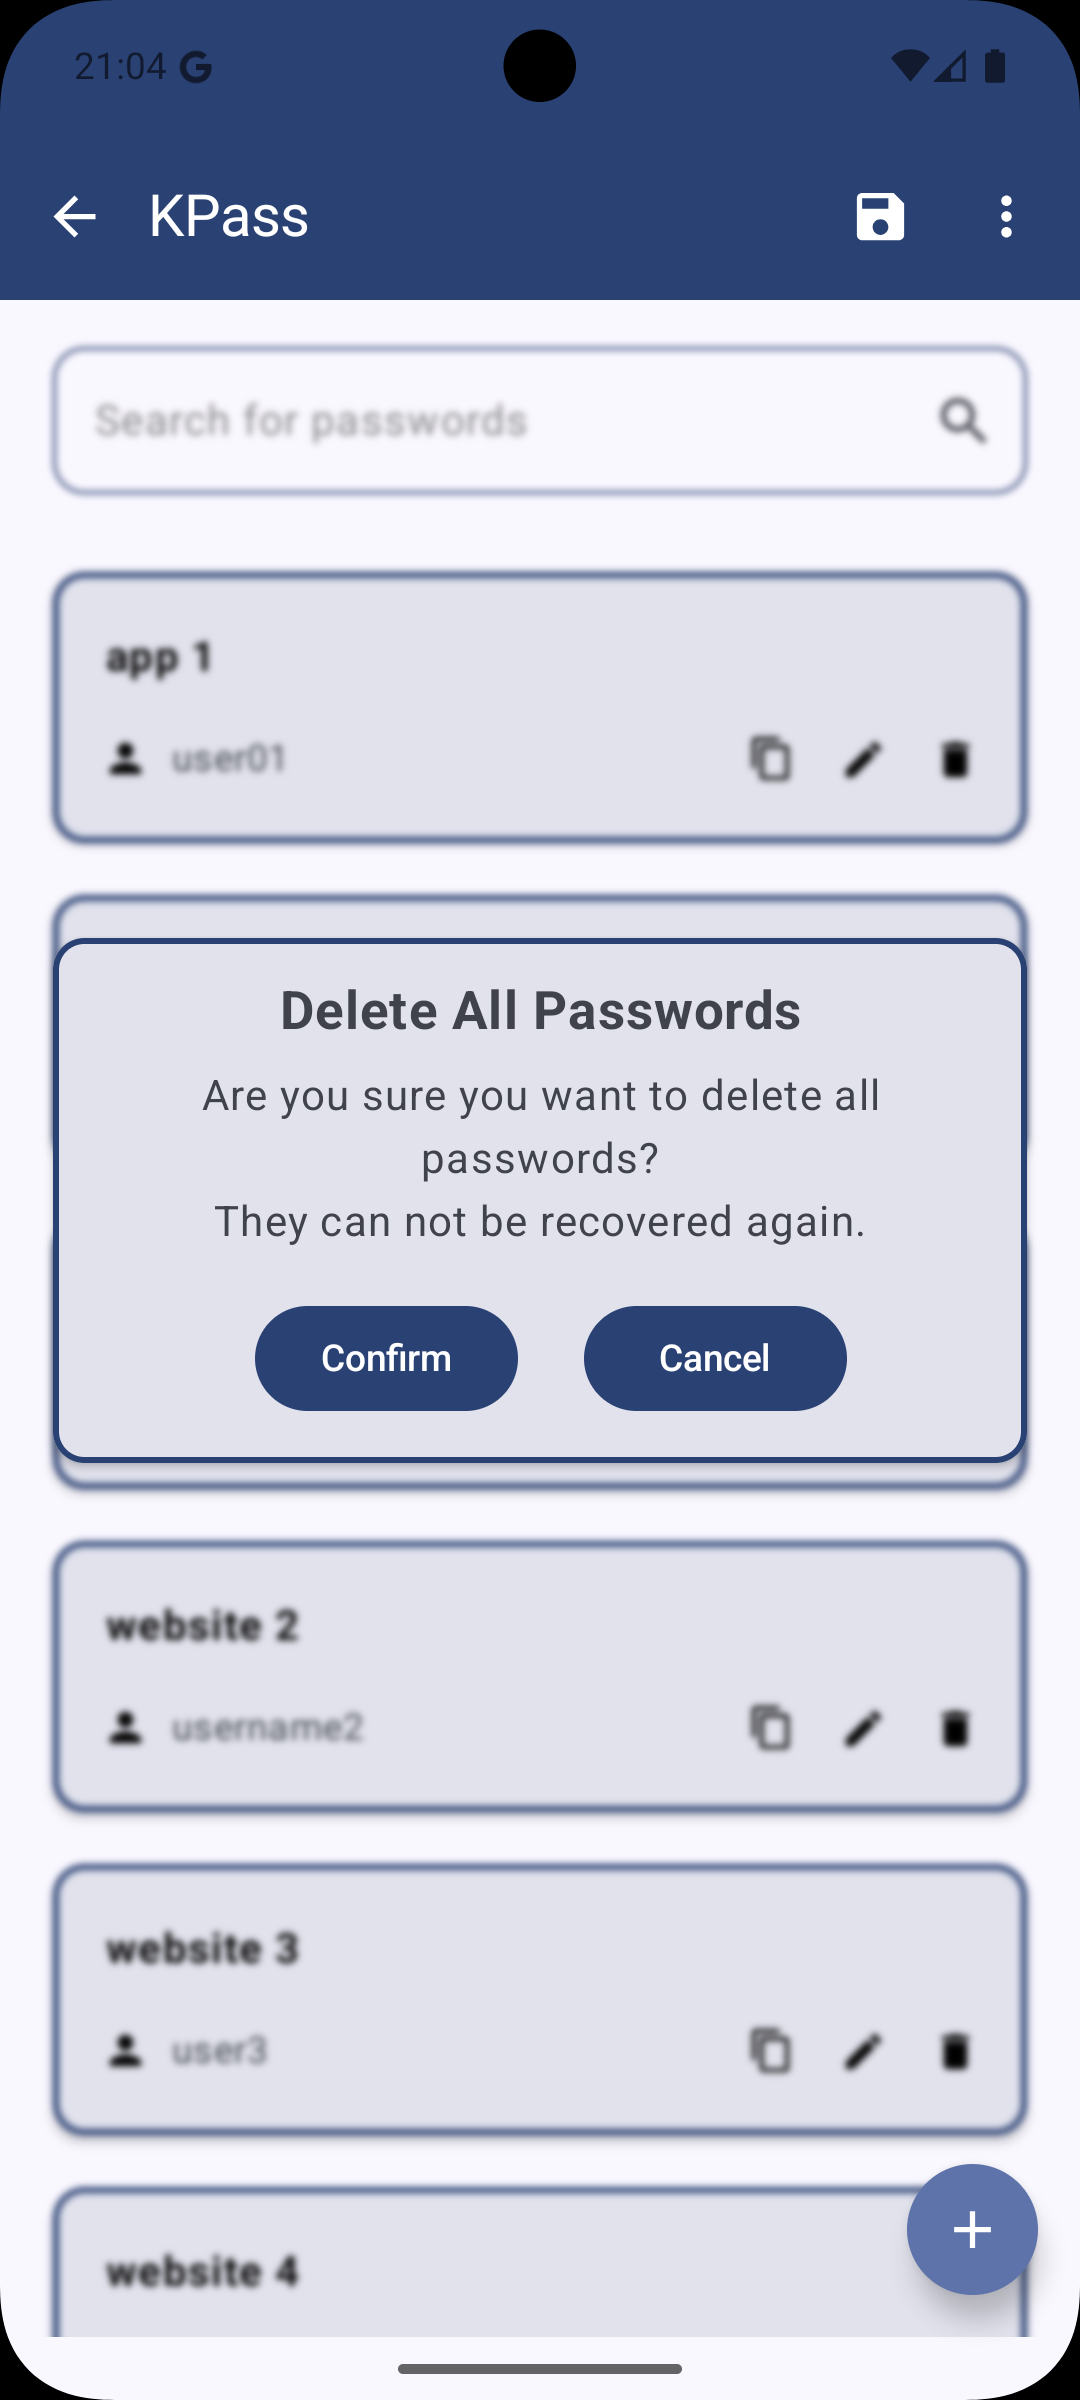 21:04
KPass
Search for passwords
app 1
user01
Delete All Passwords
Are you sure you want to delete all
passwords?
They can not be recovered again.
Confirm Cancel
website 2
username2
website 3
user3
website 4